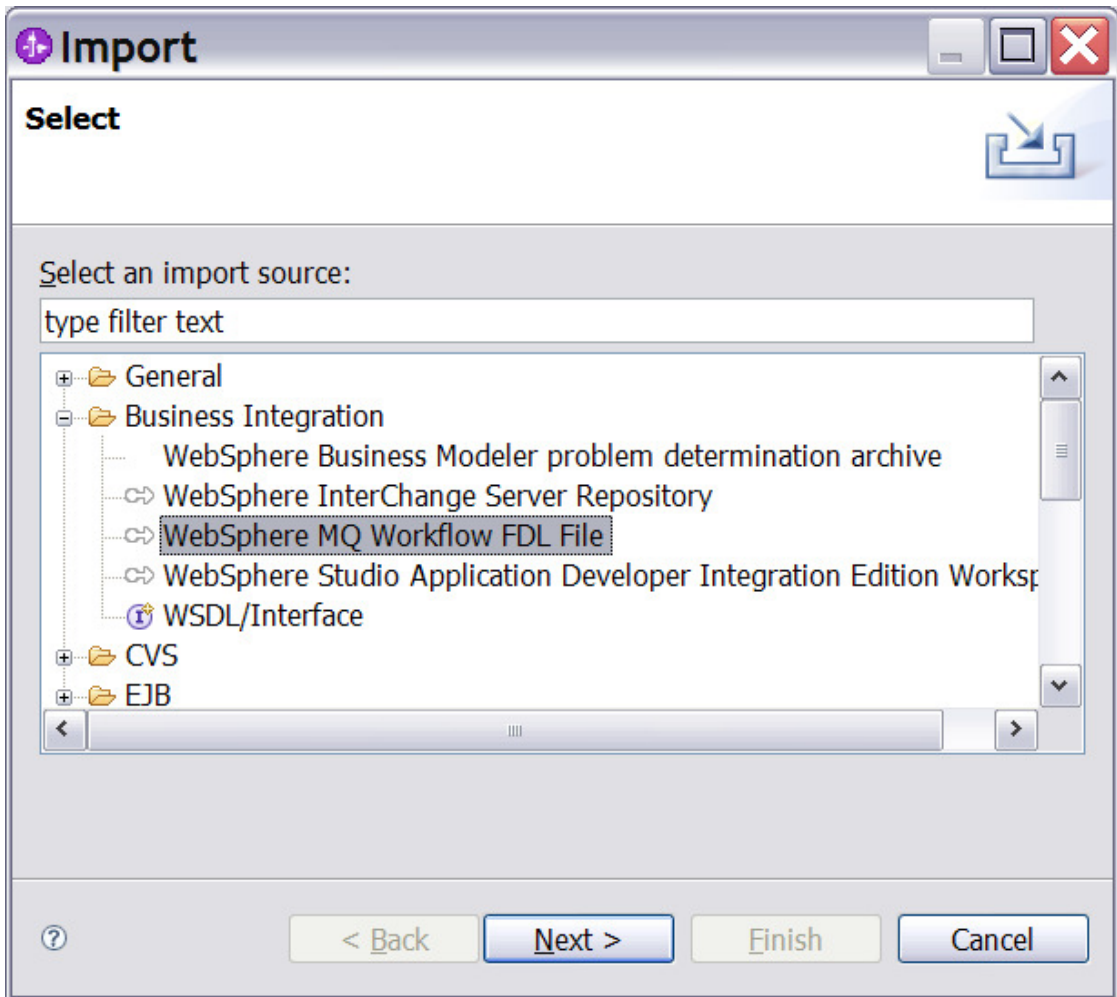 Import
Select
Select an import source:
type filter text
General
Business Integration
WebSphere Business Modeler problem determination archive
WebSphere InterChange Server Repository
WebSphere MQ Workflow FDL File
WebSphere Studio Application Developer Integration Edition Worksp
WSDL/Interface
CVS
EJB
? < Back Next > Finish Cancel